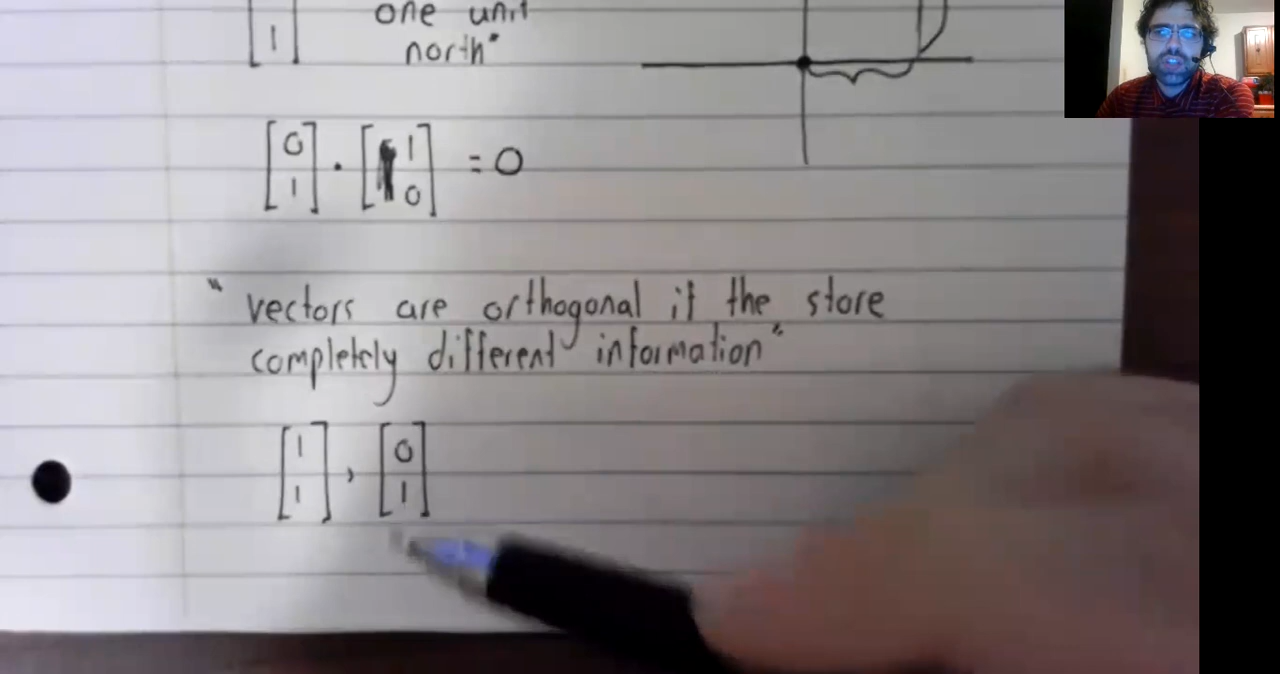 one unit
1 north"
[0 1] · [1 0] = 0
" vectors are orthogonal if the store
completely different information "
[1 1] , [0 1]